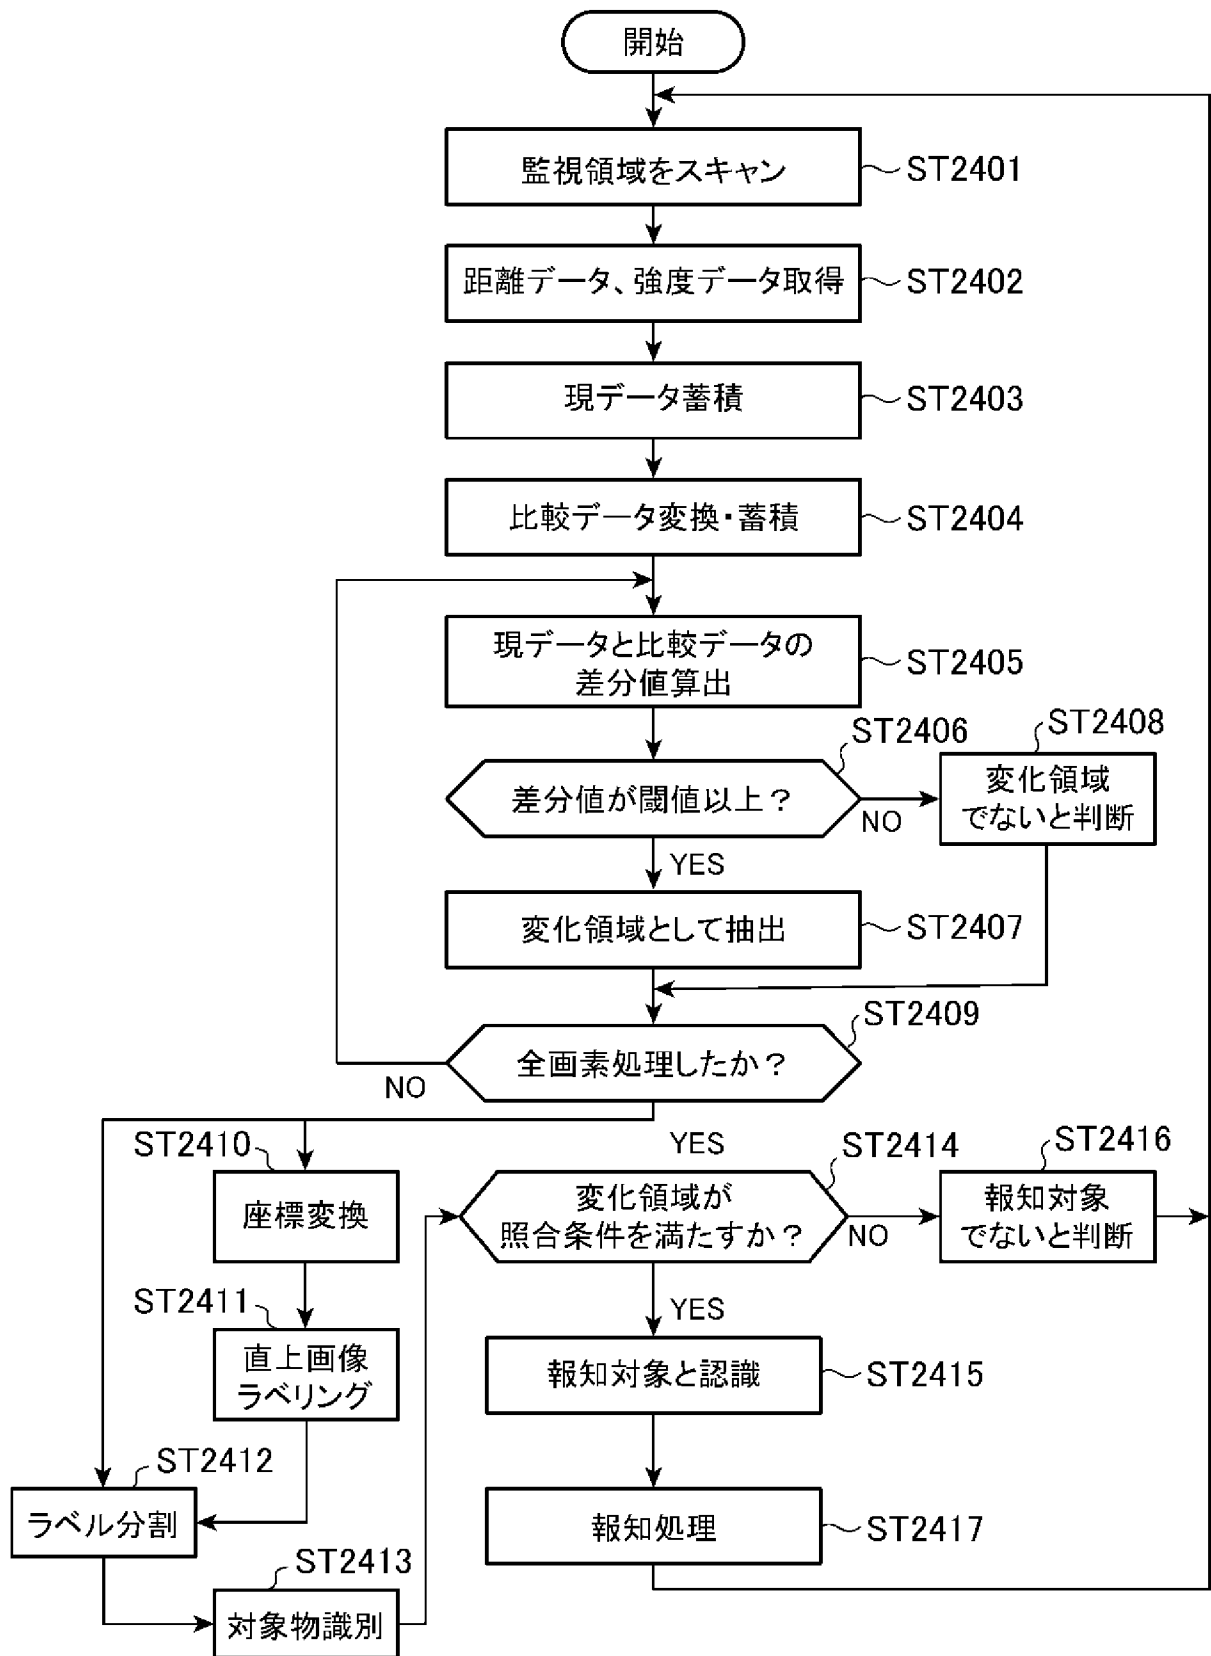 開始
監視領域をスキャン
ST2401
距離データ、強度データ取得
ST2402
現データ蓄積
ST2403
比較データ変換・蓄積
ST2404
現データと比較データの
差分値算出
ST2405
差分値が閾値以上？
ST2406
NO
変化領域
でないと判断
ST2408
YES
変化領域として抽出
ST2407
全画素処理したか？
ST2409
NO
YES
ST2410
座標変換
ST2411
直上画像
ラベリング
ST2412
ラベル分割
ST2413
対象物識別
変化領域が
照合条件を満たすか？
ST2414
NO
報知対象
でないと判断
ST2416
YES
報知対象と認識
ST2415
報知処理
ST2417